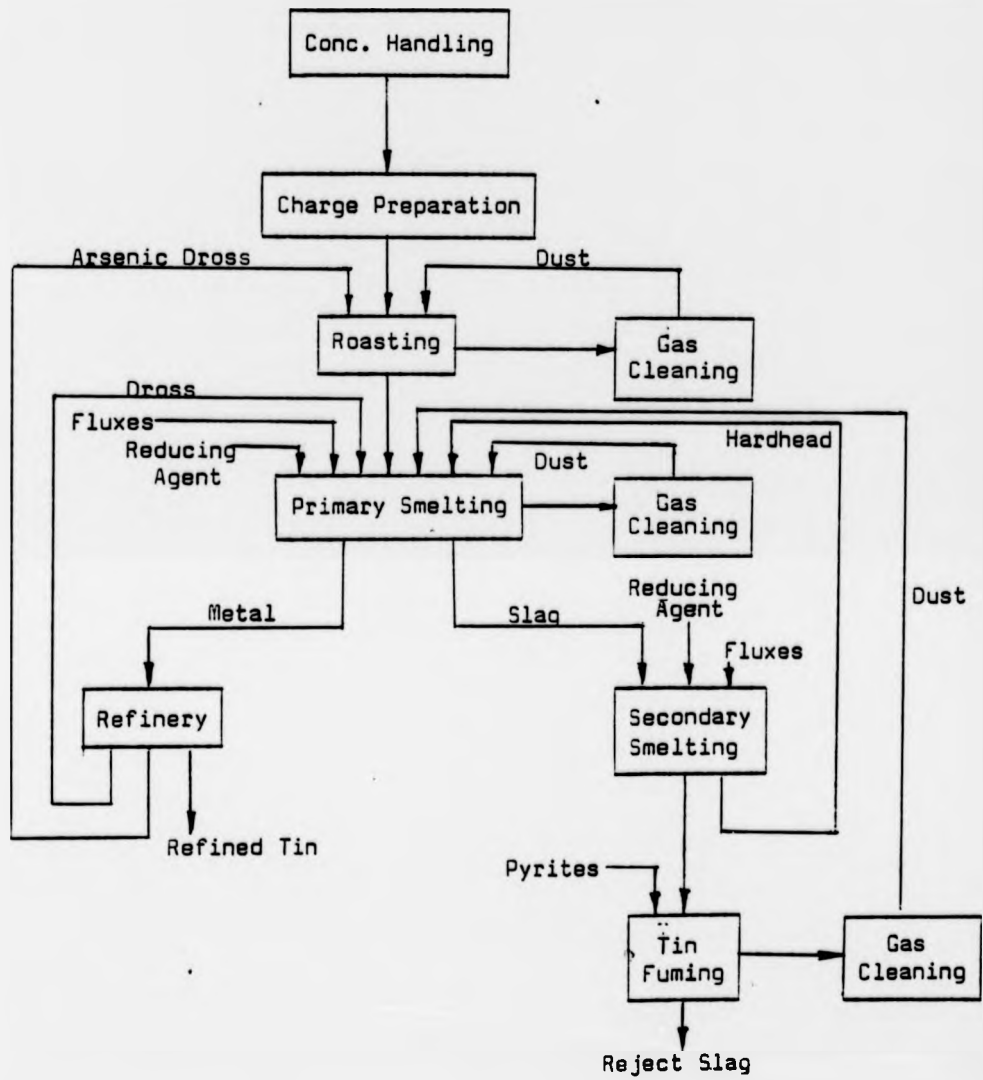 Conc. Handling
Charge Preparation
Arsenic Dross
Dust
Roasting
Gas
Cleaning
Dross
Fluxes
Reducing
Agent
Hardhead
Dust
Primary Smelting
Gas
Cleaning
Dust
Metal
Slag
Reducing
Agent
Fluxes
Refinery
Secondary
Smelting
Refined Tin
Pyrites
Tin
Fuming
Gas
Cleaning
Reject Slag